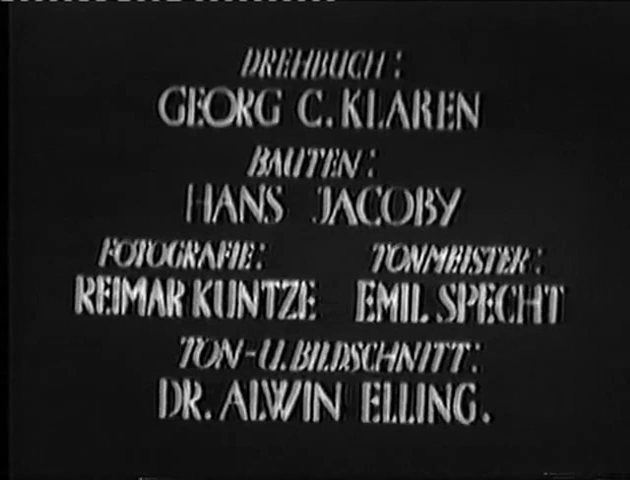 DREHBUCH:
GEORG C. KLAREN
BAUTEN:
HANS JACOBY
FOTOGRAFIE: TONMEISTER:
REIMAR KUNTZE EMIL SPECHT
TON-U. BILDSCHNITT:
DR. ALWIN ELLING.